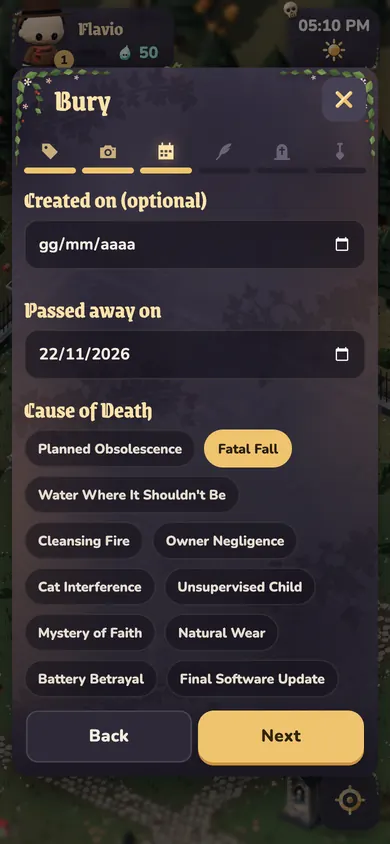 Flavio
1
50
05:10 PM
Bury
Created on (optional)
gg/mm/aaaa
Passed away on
22/11/2026
Cause of Death
Planned Obsolescence
Fatal Fall
Water Where It Shouldn't Be
Cleansing Fire
Owner Negligence
Cat Interference
Unsupervised Child
Mystery of Faith
Natural Wear
Battery Betrayal
Final Software Update
Back
Next